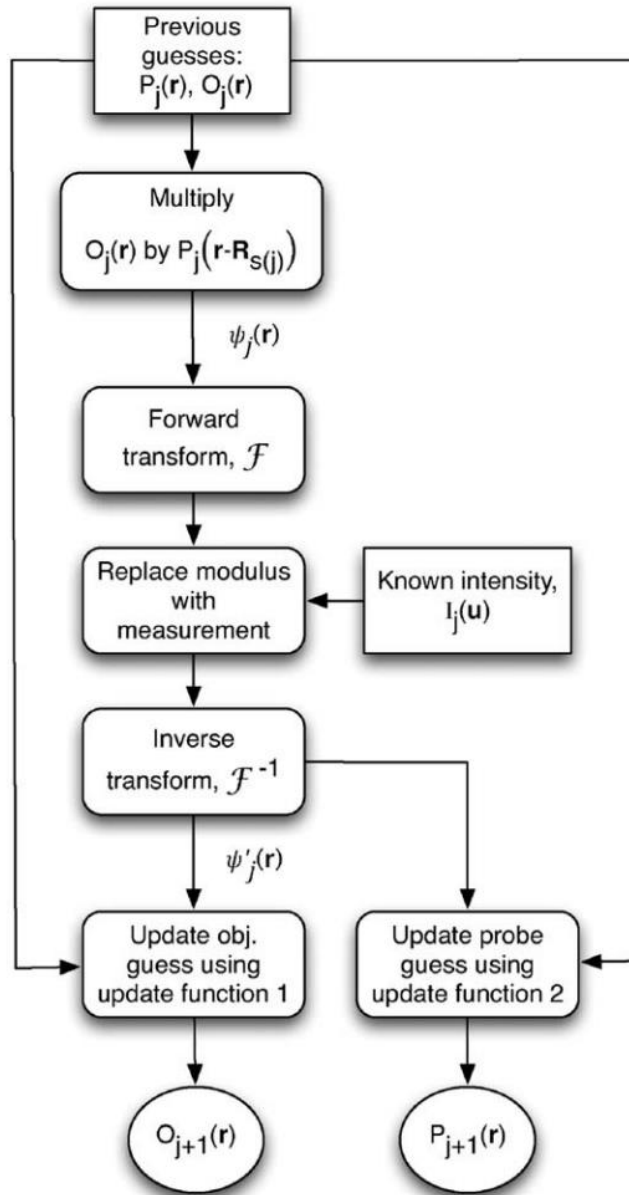 Previous
guesses:
Pj(r), Oj(r)
Multiply
Oj(r) by Pj(r-Rs(j))
ψj(r)
Forward
transform, ℱ
Replace modulus
with
measurement
Known intensity,
Ij(u)
Inverse
transform, ℱ-1
ψ'j(r)
Update obj.
guess using
update function 1
Update probe
guess using
update function 2
Oj+1(r)
Pj+1(r)